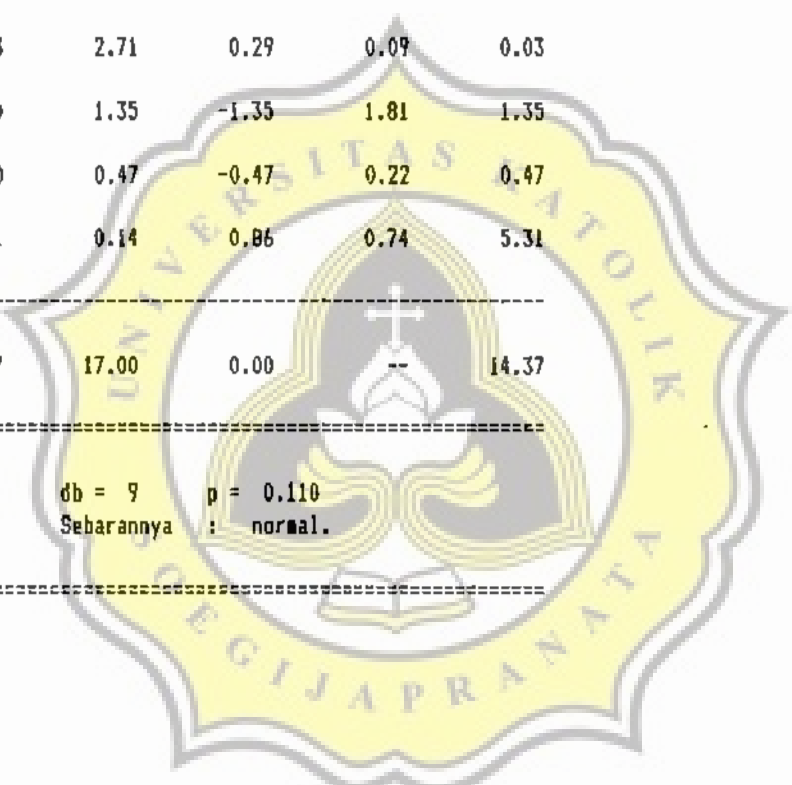 2.71 0.29 0.09 0.03
1.35 -1.35 1.81 1.35
0.47 -0.47 0.22 0.47
0.14 0.86 0.74 5.31
17.00 0.00 -- 14.37
db = 9 p = 0.110
Sebarannya : normal.
UNIVERSITAS KATOLIK
SOEGIJAPRANATA